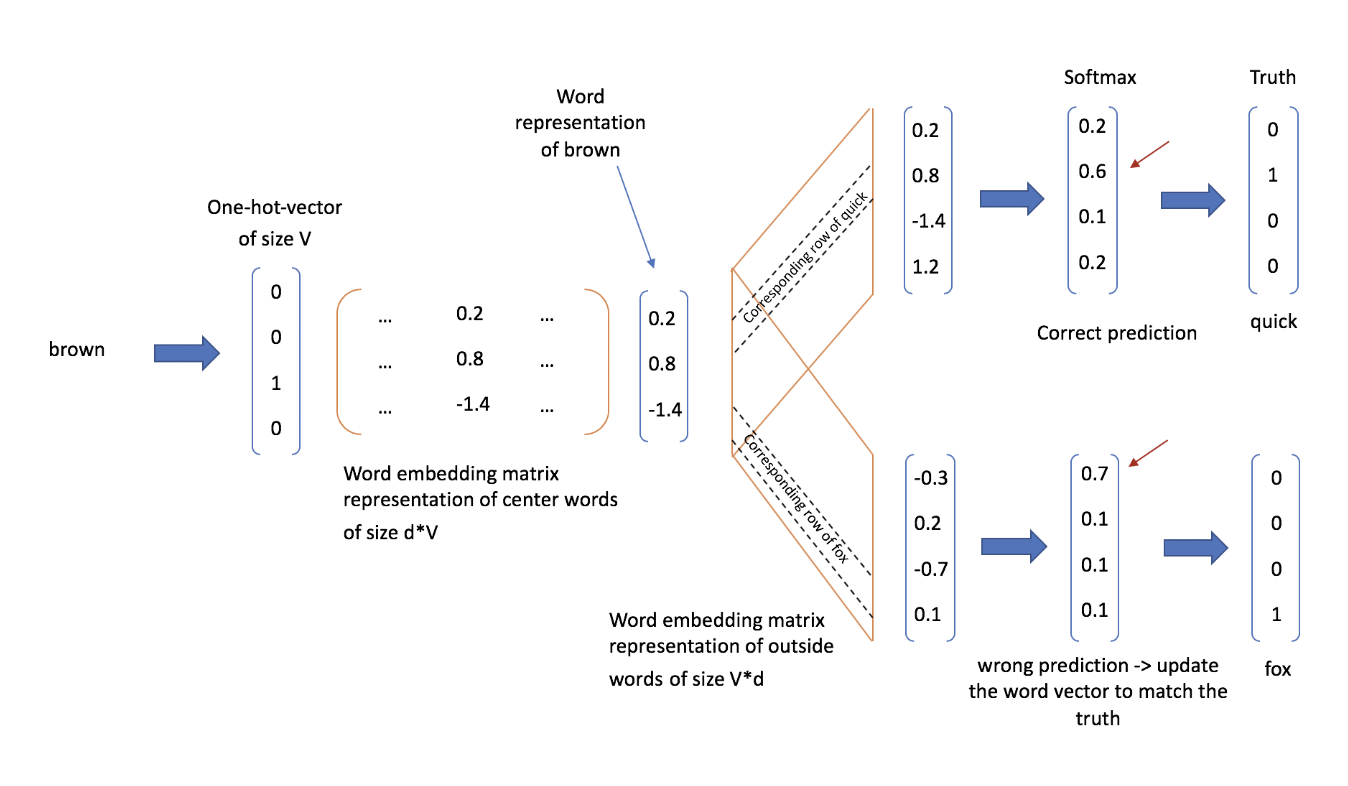 brown
One-hot-vector
of size V
0
0
1
0
... 0.2 ...
... 0.8 ...
... -1.4 ...
Word embedding matrix
representation of center words
of size d*V
Word
representation
of brown
0.2
0.8
-1.4
Corresponding row of quick
Corresponding row of fox
Word embedding matrix
representation of outside
words of size V*d
0.2
0.8
-1.4
1.2
Softmax
0.2
0.6
0.1
0.2
Correct prediction
Truth
0
1
0
0
quick
-0.3
0.2
-0.7
0.1
0.7
0.1
0.1
0.1
wrong prediction -> update
the word vector to match the
truth
0
0
0
1
fox